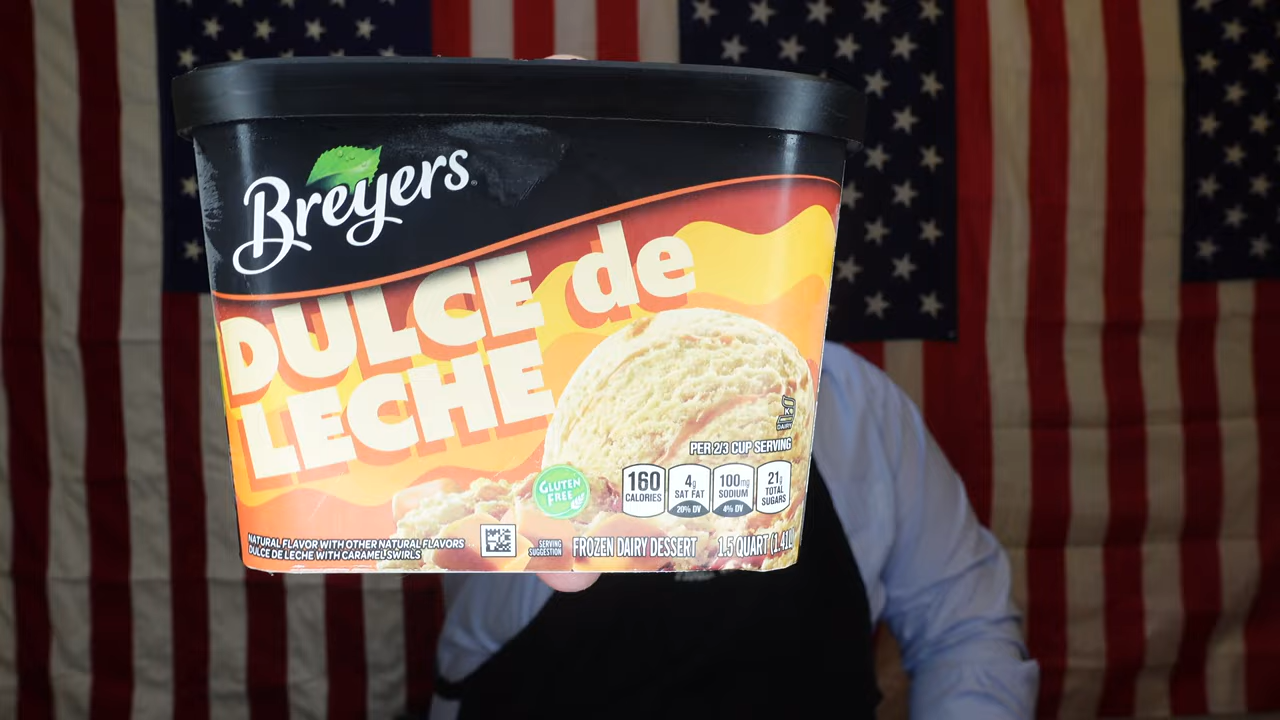 Breyers
DULCE de
LECHE
K
DAIRY
PER 2/3 CUP SERVING
160
CALORIES
4g
SAT FAT
20% DV
100mg
SODIUM
4% DV
21g
TOTAL
SUGARS
GLUTEN
FREE
NATURAL FLAVOR WITH OTHER NATURAL FLAVORS
DULCE DE LECHE WITH CARAMEL SWIRLS
SERVING
SUGGESTION
FROZEN DAIRY DESSERT
1.5 QUART (1.41L)